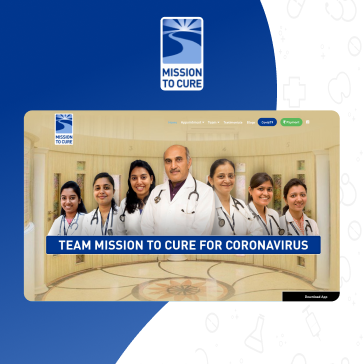 MISSION
TO CURE
MISSION
TO CURE
TEAM MISSION TO CURE FOR CORONAVIRUS
Download App